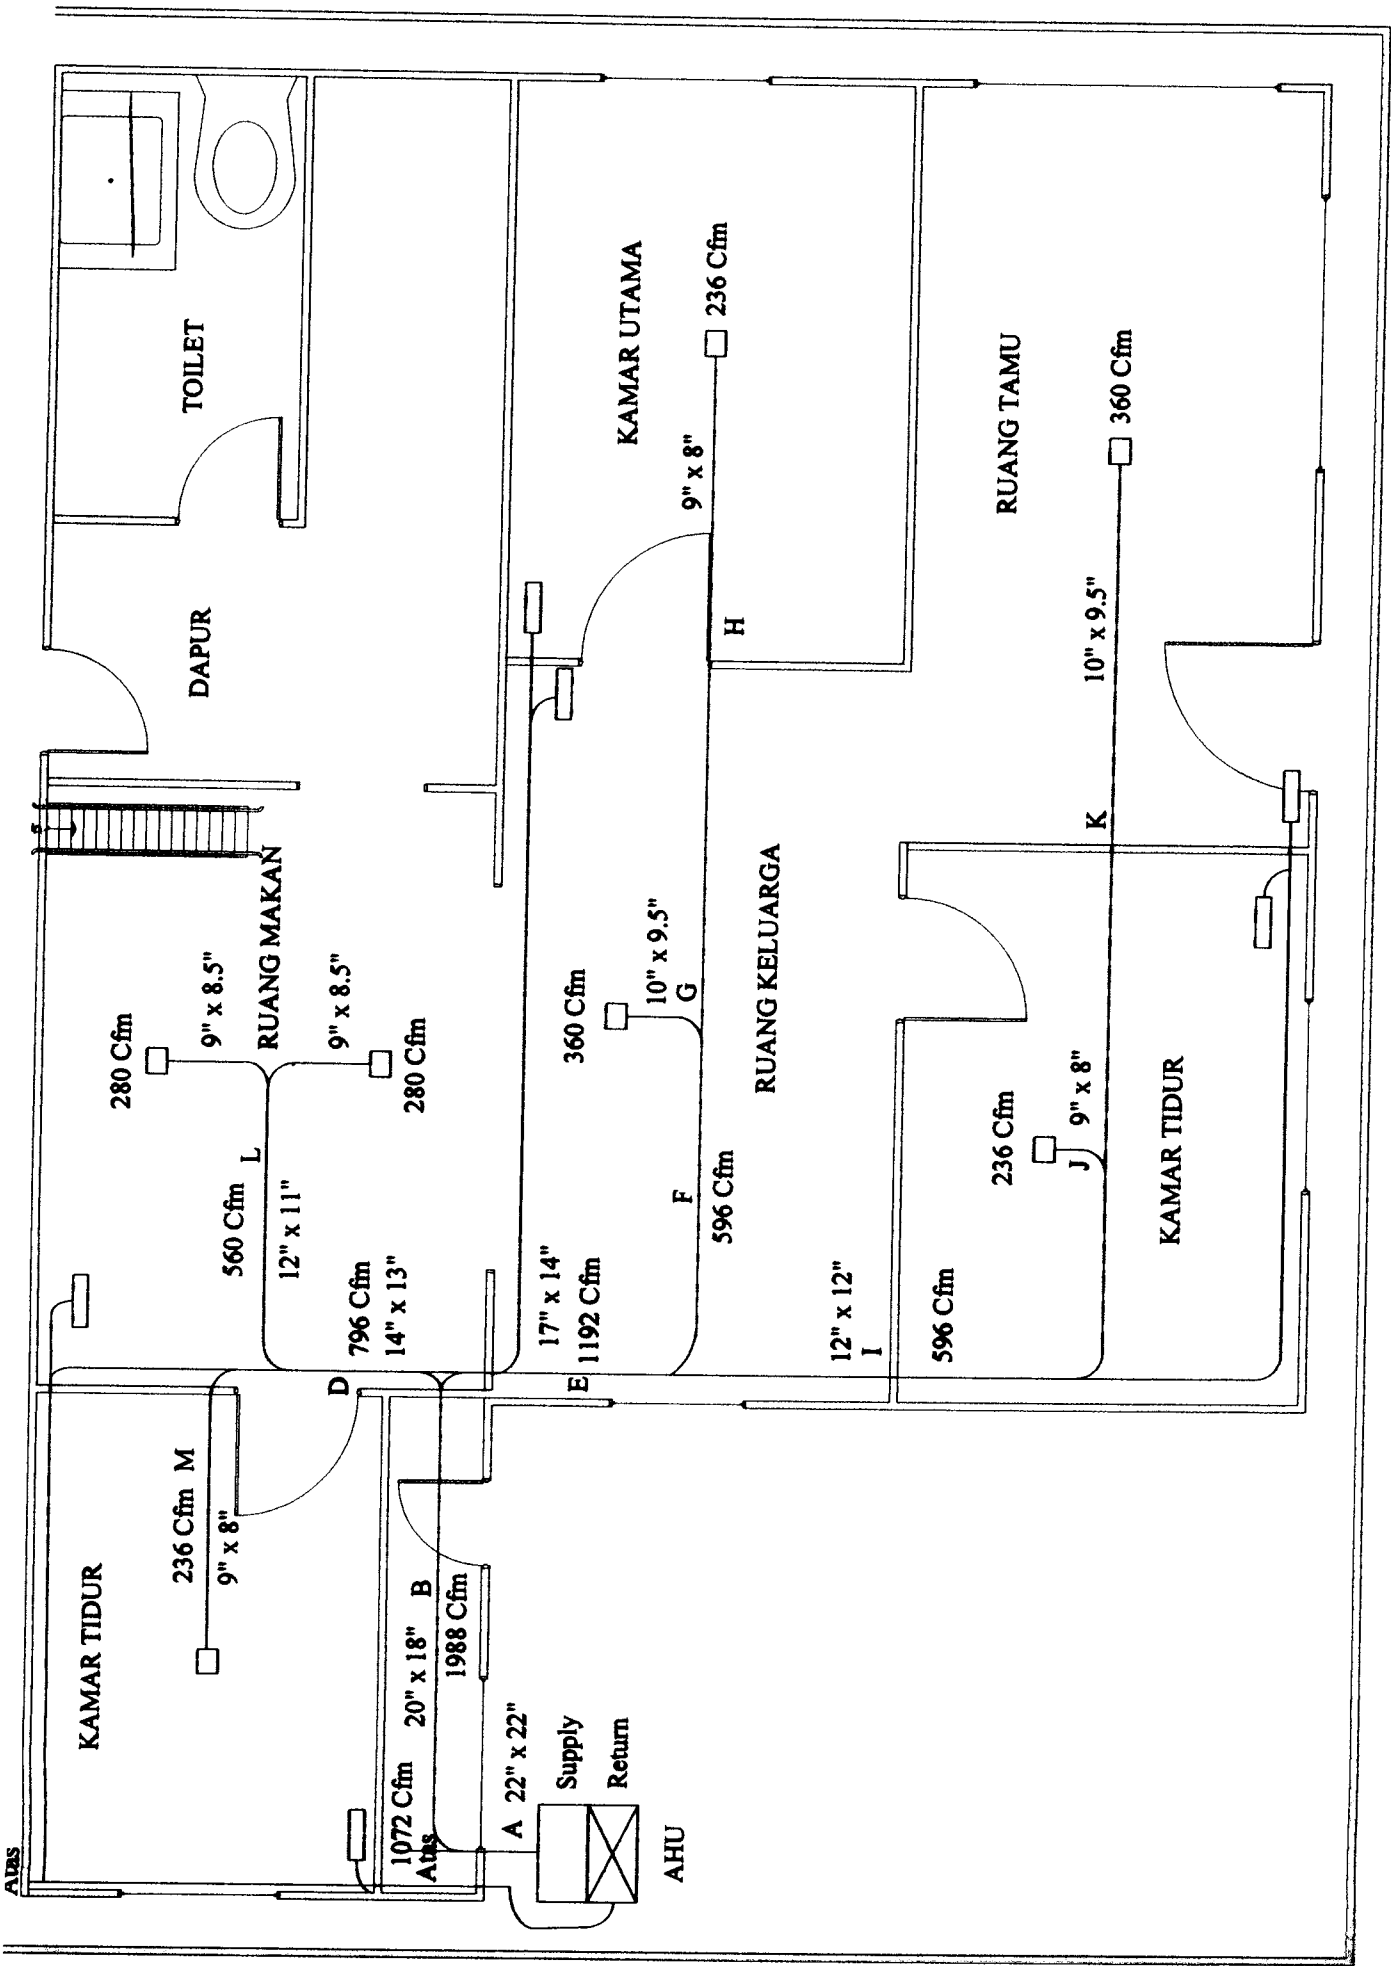 TOILET
DAPUR
KAMAR UTAMA
236 Cfm
9" x 8"
H
RUANG TAMU
360 Cfm
10" x 9.5"
K
RUANG MAKAN
280 Cfm
9" x 8.5"
9" x 8.5"
280 Cfm
560 Cfm
L
12" x 11"
796 Cfm
14" x 13"
D
360 Cfm
10" x 9.5"
G
RUANG KELUARGA
F
596 Cfm
17" x 14"
1192 Cfm
E
12" x 12"
I
596 Cfm
236 Cfm
9" x 8"
J
KAMAR TIDUR
KAMAR TIDUR
236 Cfm
M
9" x 8"
20" x 18"
B
1988 Cfm
1072 Cfm
Atas
A
22" x 22"
Supply
Return
AHU
Atas